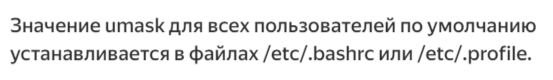 Значение umask для всех пользователей по умолчанию
устанавливается в файлах /etc/.bashrc или /etc/.profile.